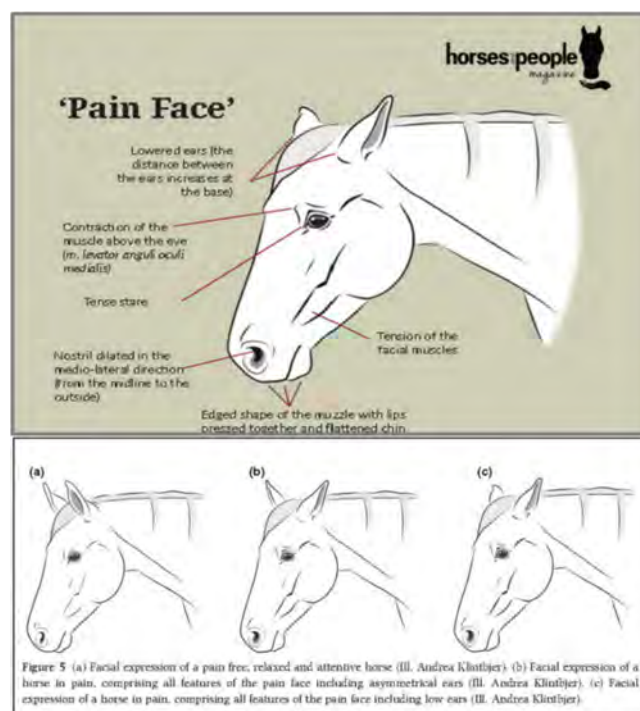 horses and people
magazine
'Pain Face'
Lowered ears (the
distance between
the ears increases at
the base)
Contraction of the
muscle above the eye
(m. levator anguli oculi
medialis)
Tense stare
Nostril dilated in the
medio-lateral direction
(From the midline to the
outside)
Tension of the
facial muscles
Edged shape of the muzzle with lips
pressed together and flattened chin
(a)
(b)
(c)
Figure 5 (a) Facial expression of a pain free, relaxed and attentive horse (Ill. Andrea Klintbjer). (b) Facial expression of a
horse in pain, comprising all features of the pain face including asymmetrical ears (Ill. Andrea Klintbjer). (c) Facial
expression of a horse in pain, comprising all features of the pain face including low ears (Ill. Andrea Klintbjer).